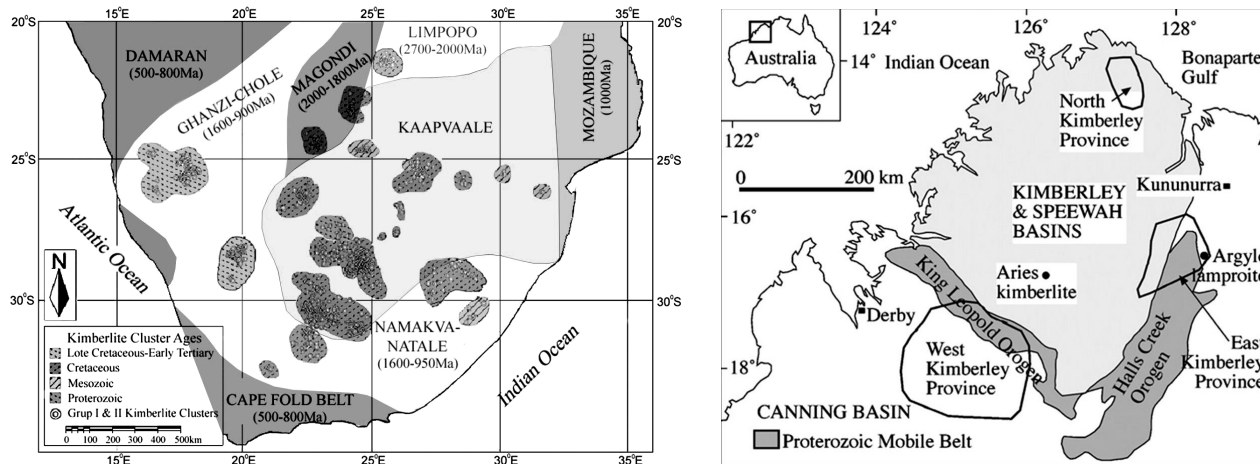 15°E
20°E
25°E
30°E
35°E
20°S
20°S
DAMARAN
(500-800Ma)
GHANZI-CHOLE
(1600-900Ma)
MAGONDI
(2000-1800Ma)
LIMPOPO
(2700-2000Ma)
MOZAMBIQUE
(1000Ma)
KAAPVAALE
25°S
25°S
Atlantic Ocean
N
30°S
30°S
NAMAKVA-
NATALE
(1600-950Ma)
Indian Ocean
CAPE FOLD BELT
(500-800Ma)
Kimberlite Cluster Ages
Lote Cretaceous-Early Tertiary
Cretaceous
Mesozoic
Proterozoic
Grup I & II Kimberlite Clusters
0 100 200 300 400 500km
15°E
20°E
25°E
30°E
35°E
124°
126°
128°
Australia
14°
Indian Ocean
Bonaparte
Gulf
122°
North
Kimberley
Province
0
200 km
Kununurra
KIMBERLEY
& SPEEWAH
BASINS
16°
Aries
kimberlite
Argyle
lamproite
King Leopold Orogen
Derby
West
Kimberley
Province
Halls Creek
Orogen
East
Kimberley
Province
18°
CANNING BASIN
Proterozoic Mobile Belt